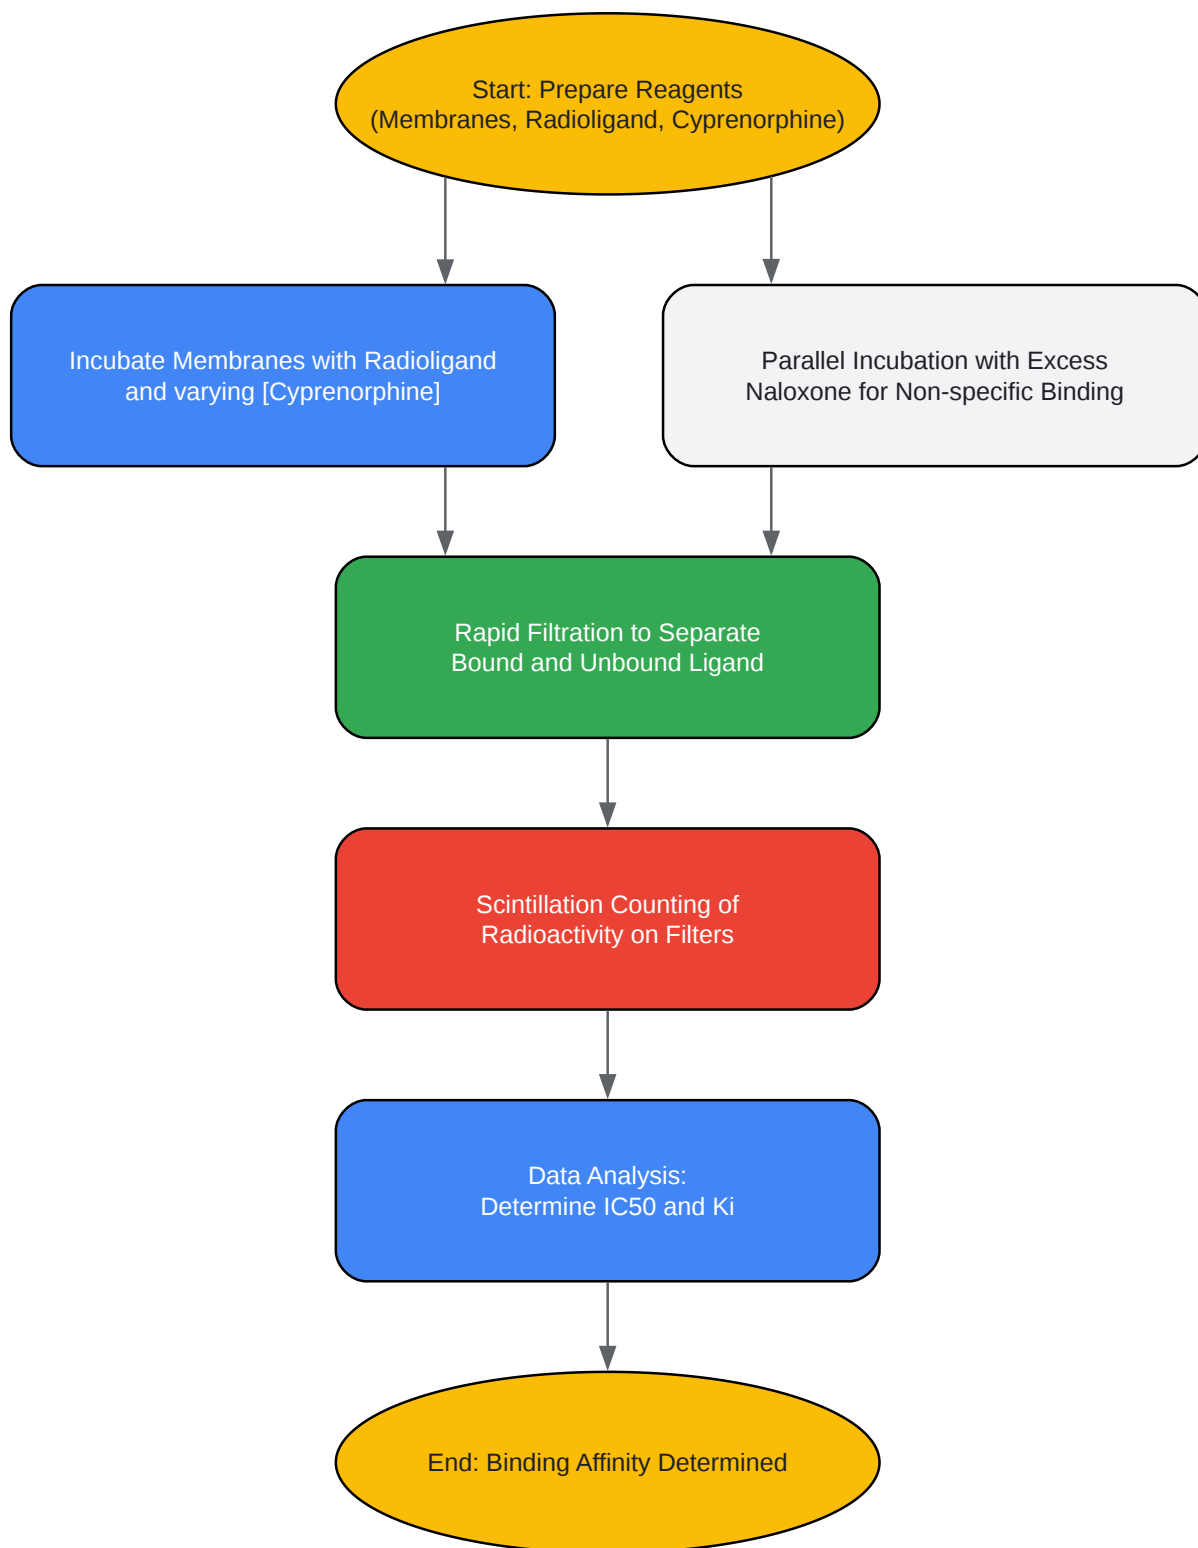 Start: Prepare Reagents
(Membranes, Radioligand, Cyprenorphine)
Incubate Membranes with Radioligand
and varying [Cyprenorphine]
Parallel Incubation with Excess
Naloxone for Non-specific Binding
Rapid Filtration to Separate
Bound and Unbound Ligand
Scintillation Counting of
Radioactivity on Filters
Data Analysis:
Determine IC50 and Ki
End: Binding Affinity Determined